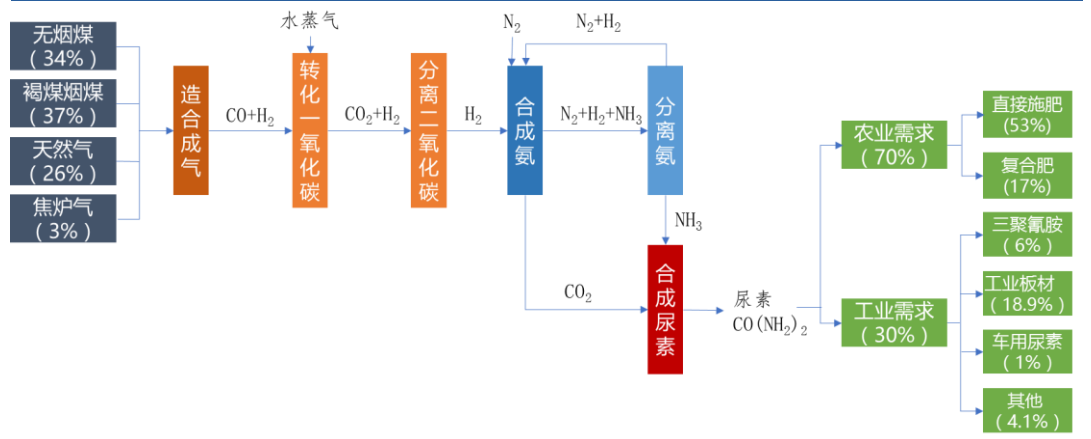 无烟煤
（34%）
褐煤烟煤
（37%）
天然气
（26%）
焦炉气
（3%）
造合成气
CO+H₂
水蒸气
转化一氧化碳
CO₂+H₂
分离二氧化碳
H₂
N₂
N₂+H₂
合成氨
N₂+H₂+NH₃
分离氨
NH₃
CO₂
合成尿素
尿素
CO(NH₂)₂
农业需求
（70%）
直接施肥
(53%)
复合肥
(17%)
工业需求
（30%）
三聚氰胺
（6%）
工业板材
（18.9%）
车用尿素
（1%）
其他
（4.1%）